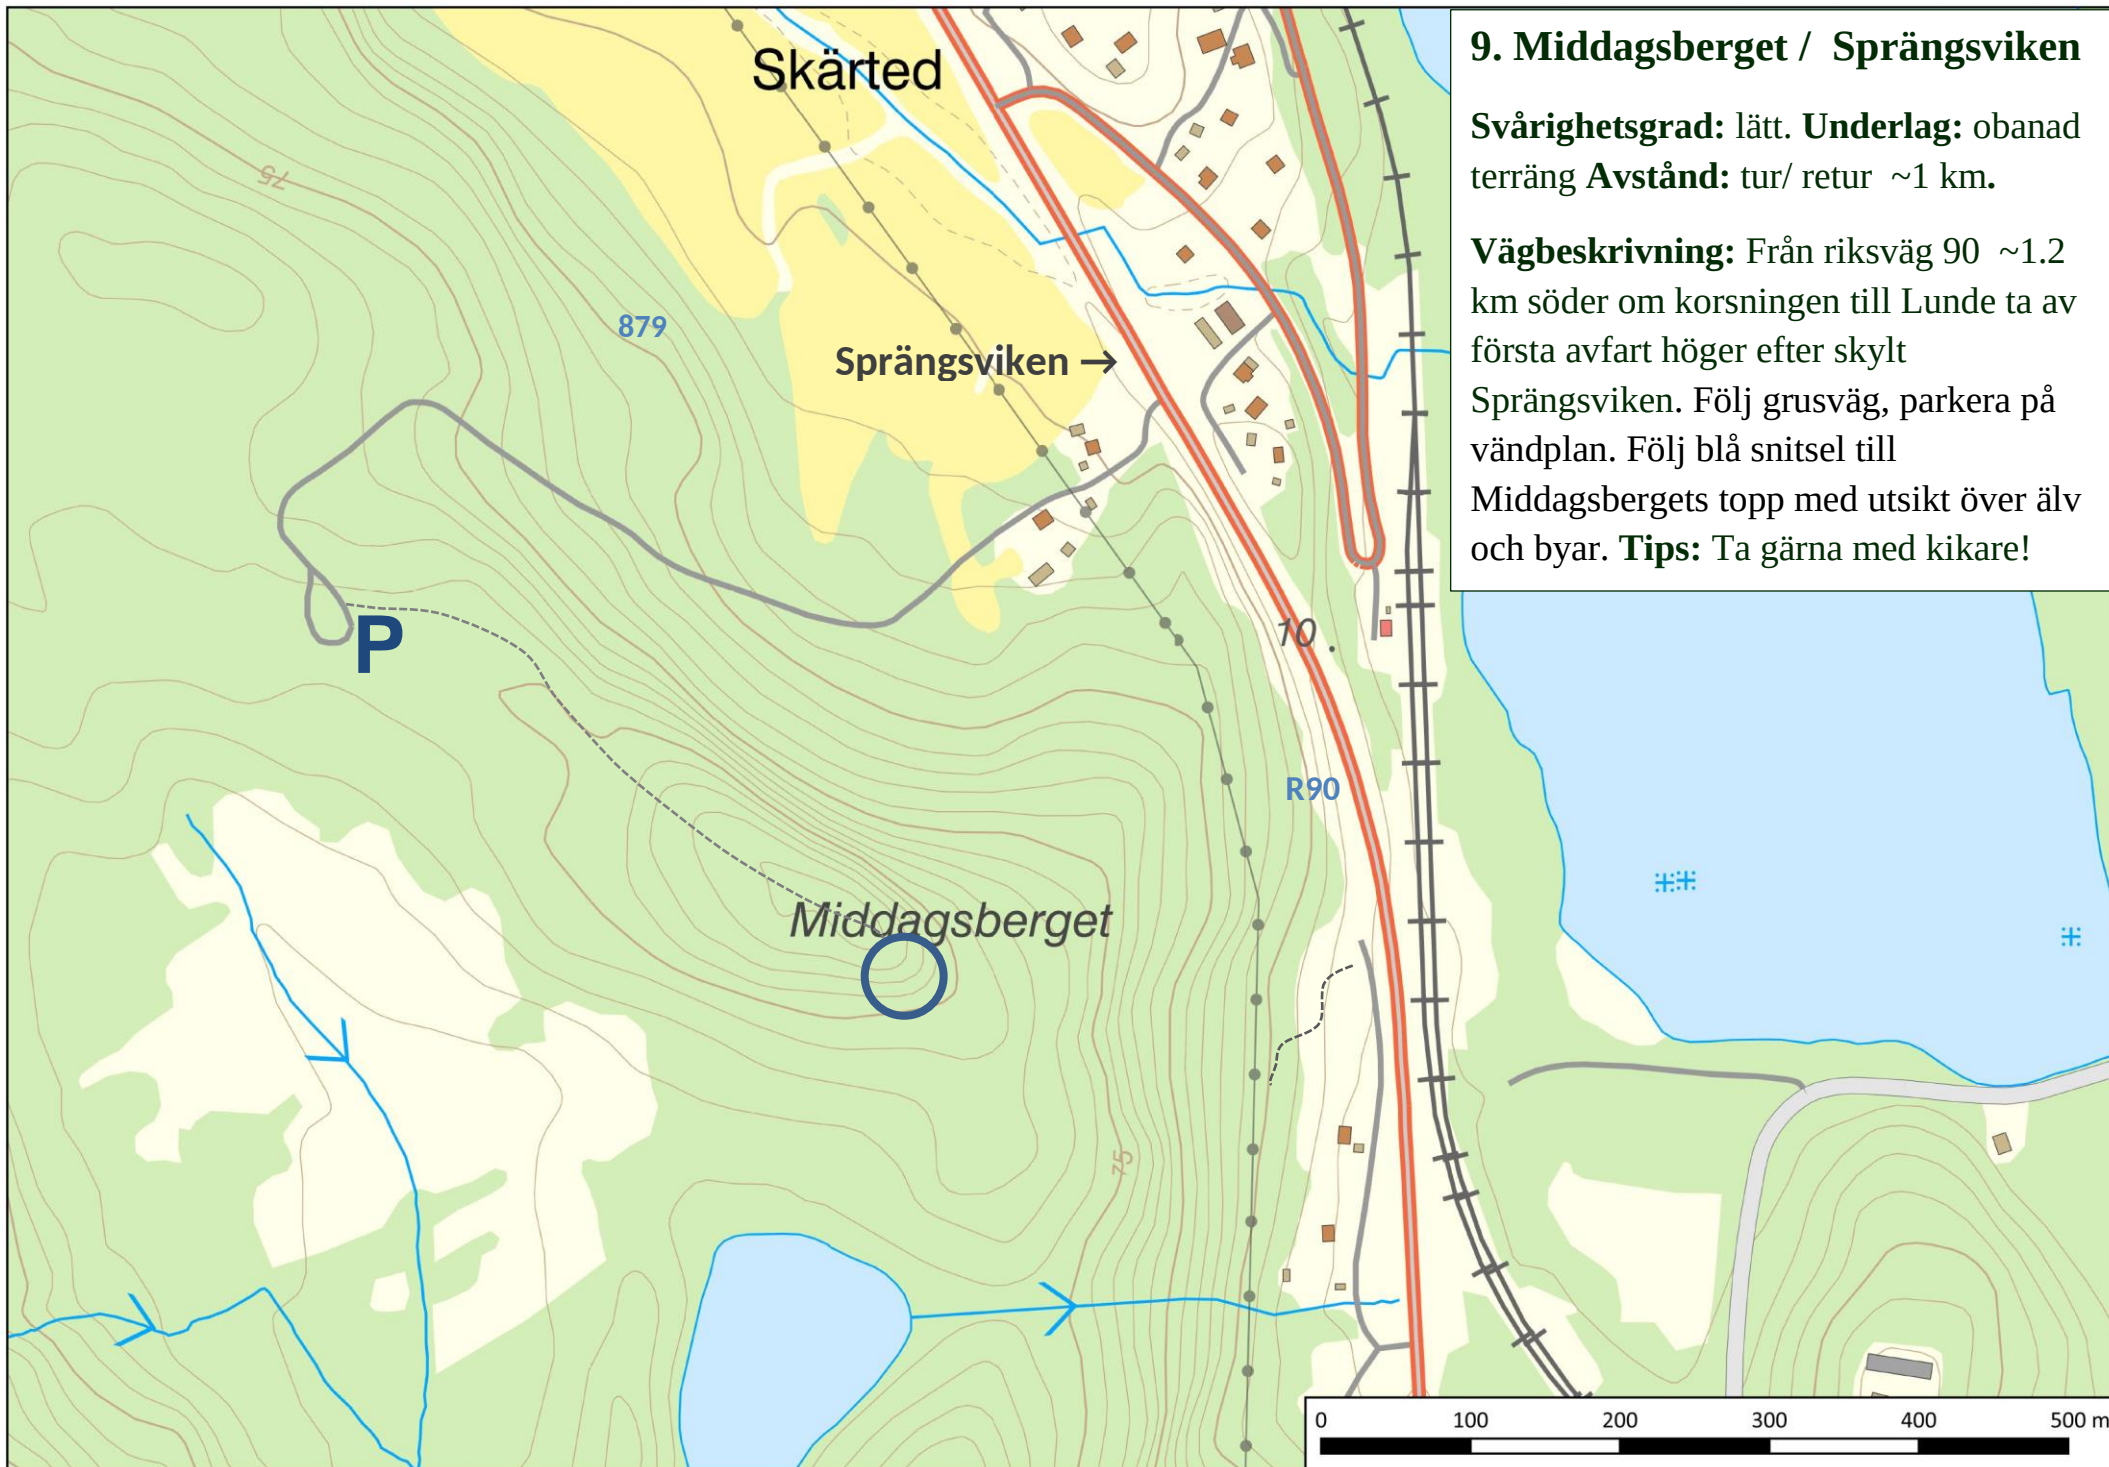 Skärted
9. Middagsberget / Sprängsviken
Svårighetsgrad: lätt. Underlag: obanad
terräng Avstånd: tur/ retur ~1 km.
Vägbeskrivning: Från riksväg 90 ~1.2
km söder om korsningen till Lunde ta av
första avfart höger efter skylt
Sprängsviken. Följ grusväg, parkera på
vändplan. Följ blå snitsel till
Middagsbergets topp med utsikt över älv
och byar. Tips: Ta gärna med kikare!
75
879
Sprängsviken →
P
10
R90
Middagsberget
75
0 100 200 300 400 500 m